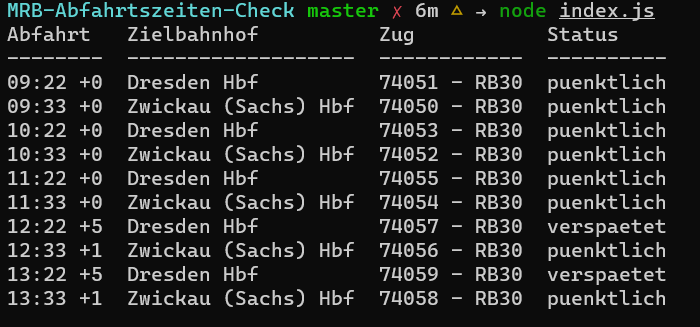 MRB-Abfahrtszeiten-Check master ✗ 6m △ → node index.js
Abfahrt   Zielbahnhof         Zug           Status
--------  ------------------- ------------  ----------
09:22 +0  Dresden Hbf         74051 - RB30  puenktlich
09:33 +0  Zwickau (Sachs) Hbf 74050 - RB30  puenktlich
10:22 +0  Dresden Hbf         74053 - RB30  puenktlich
10:33 +0  Zwickau (Sachs) Hbf 74052 - RB30  puenktlich
11:22 +0  Dresden Hbf         74055 - RB30  puenktlich
11:33 +0  Zwickau (Sachs) Hbf 74054 - RB30  puenktlich
12:22 +5  Dresden Hbf         74057 - RB30  verspaetet
12:33 +1  Zwickau (Sachs) Hbf 74056 - RB30  puenktlich
13:22 +5  Dresden Hbf         74059 - RB30  verspaetet
13:33 +1  Zwickau (Sachs) Hbf 74058 - RB30  puenktlich